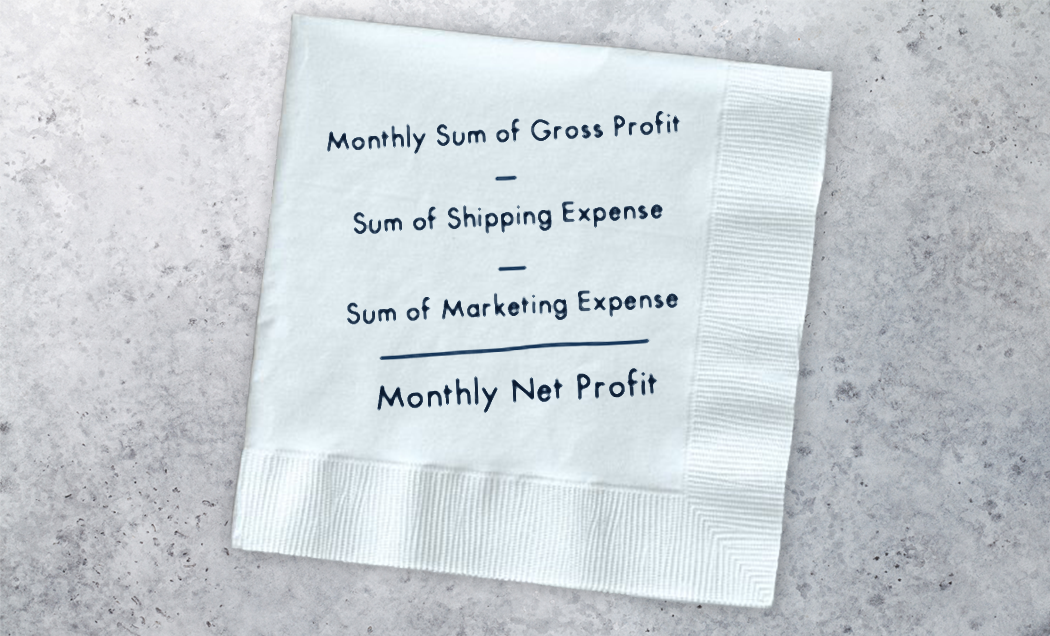 Monthly Sum of Gross Profit
–
Sum of Shipping Expense
–
Sum of Marketing Expense
Monthly Net Profit